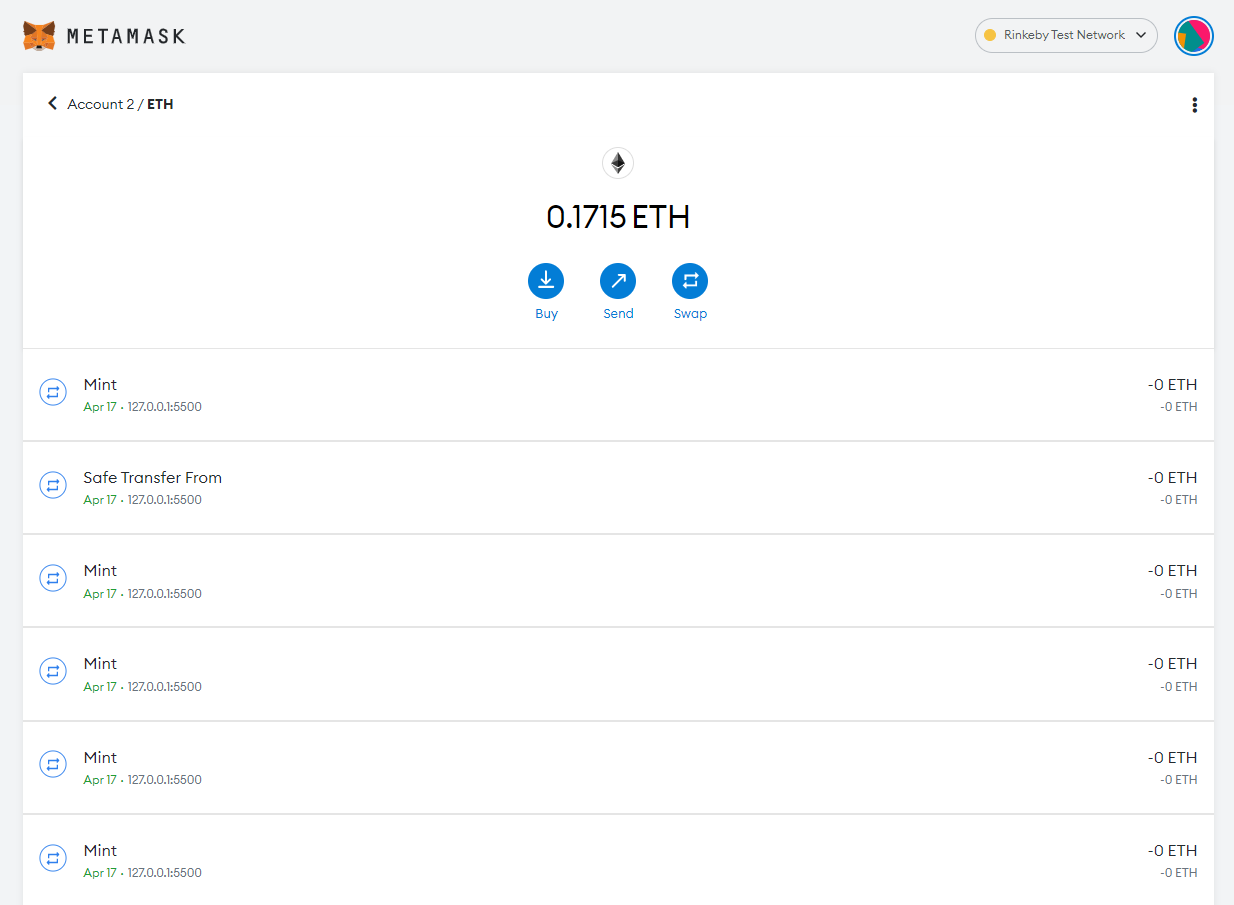 METAMASK
Rinkeby Test Network
Account 2 / ETH
0.1715 ETH
Buy
Send
Swap
Mint
-0 ETH
Apr 17 · 127.0.0.1:5500
-0 ETH
Safe Transfer From
-0 ETH
Apr 17 · 127.0.0.1:5500
-0 ETH
Mint
-0 ETH
Apr 17 · 127.0.0.1:5500
-0 ETH
Mint
-0 ETH
Apr 17 · 127.0.0.1:5500
-0 ETH
Mint
-0 ETH
Apr 17 · 127.0.0.1:5500
-0 ETH
Mint
-0 ETH
Apr 17 · 127.0.0.1:5500
-0 ETH